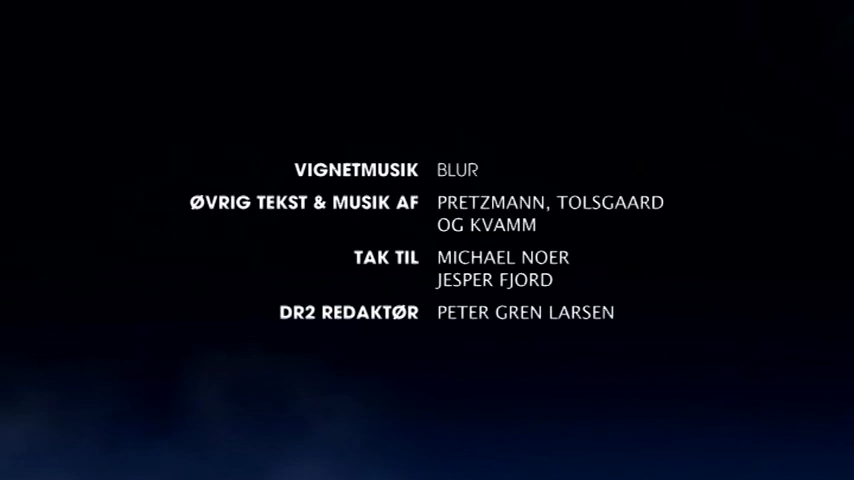 VIGNETMUSIK BLUR
ØVRIG TEKST & MUSIK AF PRETZMANN, TOLSGAARD
OG KVAMM
TAK TIL MICHAEL NOER
JESPER FJORD
DR2 REDAKTØR PETER GREN LARSEN